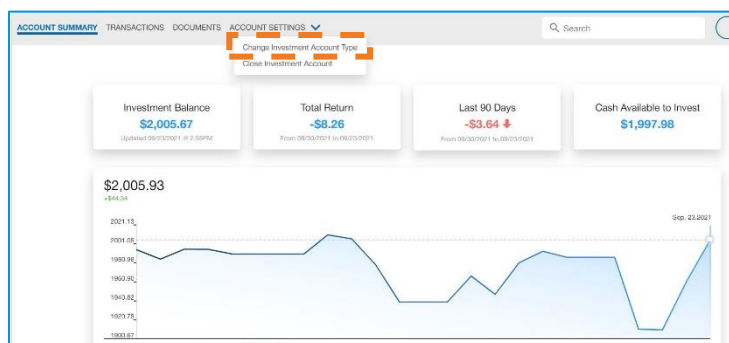 ACCOUNT SUMMARY TRANSACTIONS DOCUMENTS ACCOUNT SETTINGS
Search
Change Investment Account Type
Close Investment Account
Investment Balance
$2,005.67
Updated 09/23/2021 @ 2:55PM
Total Return
-$8.26
From 08/30/2021 to 09/23/2021
Last 90 Days
-$3.64
From 08/30/2021 to 09/23/2021
Cash Available to Invest
$1,997.98
$2,005.93
+$44.34
Sep. 23,2021
2021.13
2001.05
1980.98
1960.90
1940.82
1920.75
1900.67